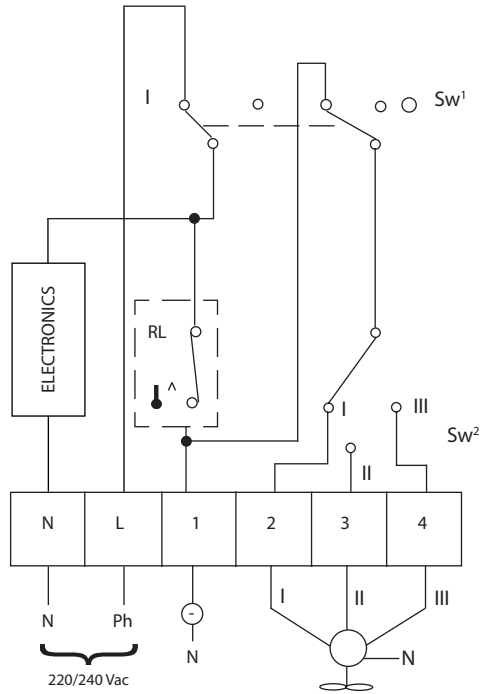 I
Sw¹
ELECTRONICS
RL
^
I
III
Sw²
II
N L 1 2 3 4
I II III
N Ph - N
N
220/240 Vac